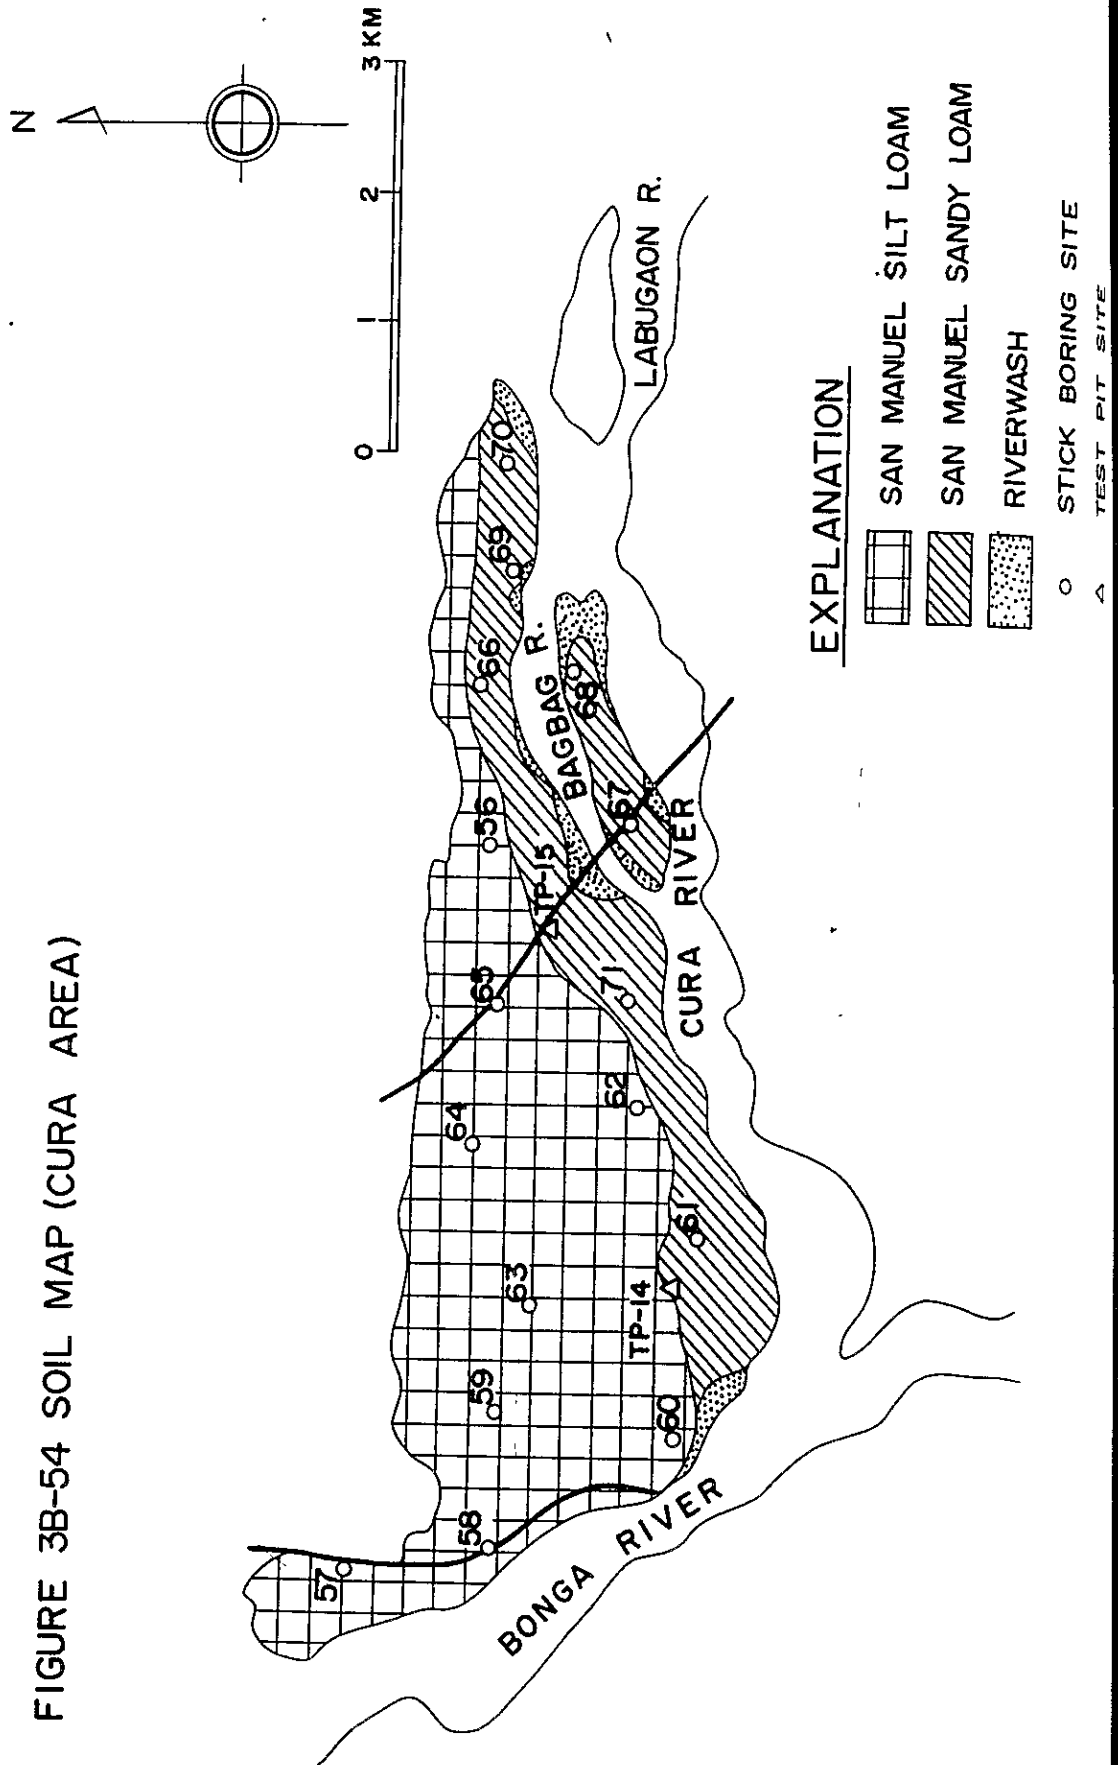 FIGURE 3B-54 SOIL MAP (CURA AREA)
N
0 1 2 3 KM
57
58
59
60
63
64
TP-14
61
62
65
71
TP-15
56
66
67
68
69
70
BONGA RIVER
CURA RIVER
BAGBAG R.
LABUGAON R.
EXPLANATION
SAN MANUEL SILT LOAM
SAN MANUEL SANDY LOAM
RIVERWASH
STICK BORING SITE
TEST PIT SITE